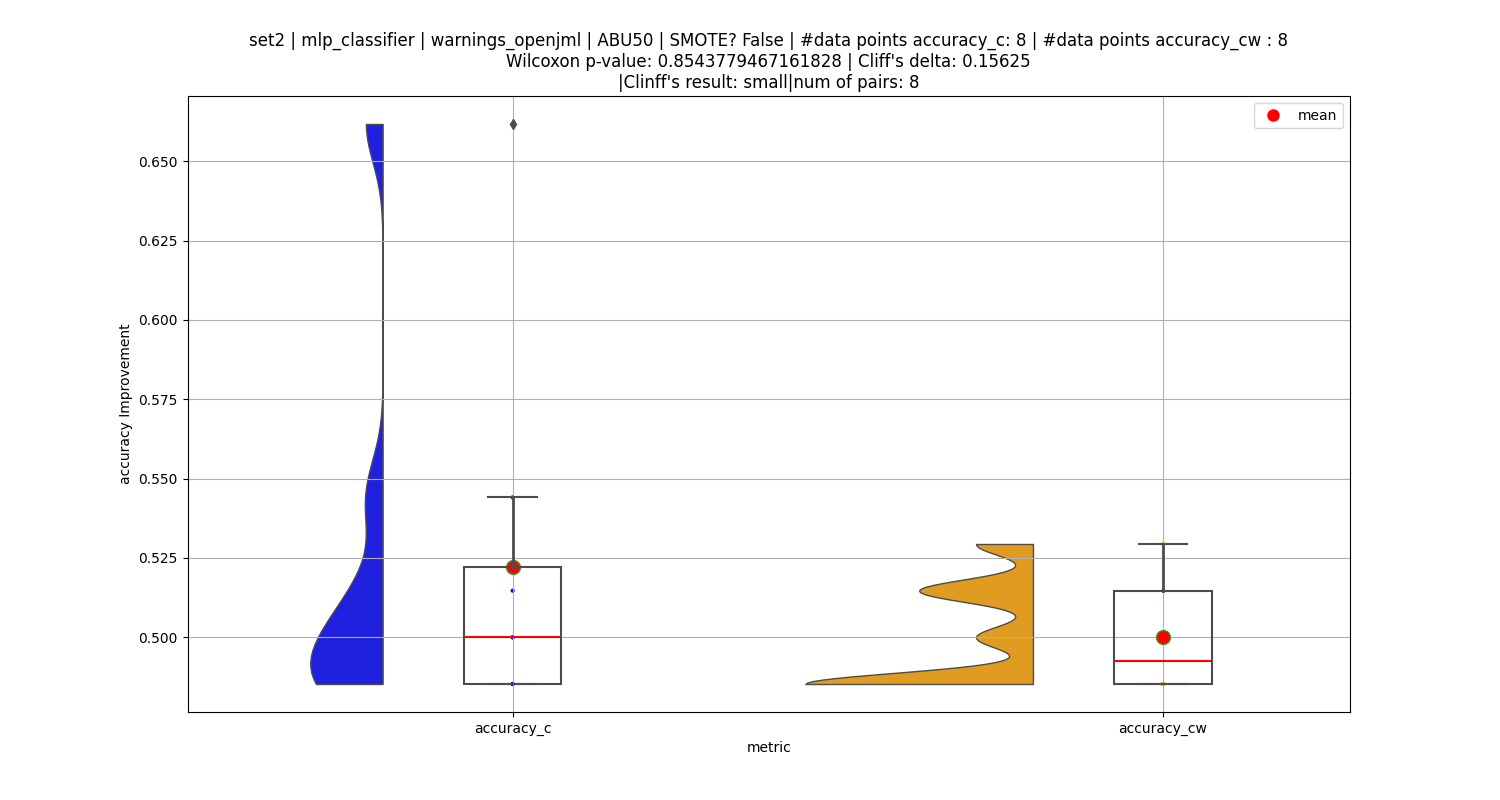 set2 | mlp_classifier | warnings_openjml | ABU50 | SMOTE? False | #data points accuracy_c: 8 | #data points accuracy_cw : 8
Wilcoxon p-value: 0.8543779467161828 | Cliff's delta: 0.15625
|Clinff's result: small|num of pairs: 8
mean
0.650
0.625
0.600
0.575
0.550
0.525
0.500
accuracy Improvement
accuracy_c
accuracy_cw
metric